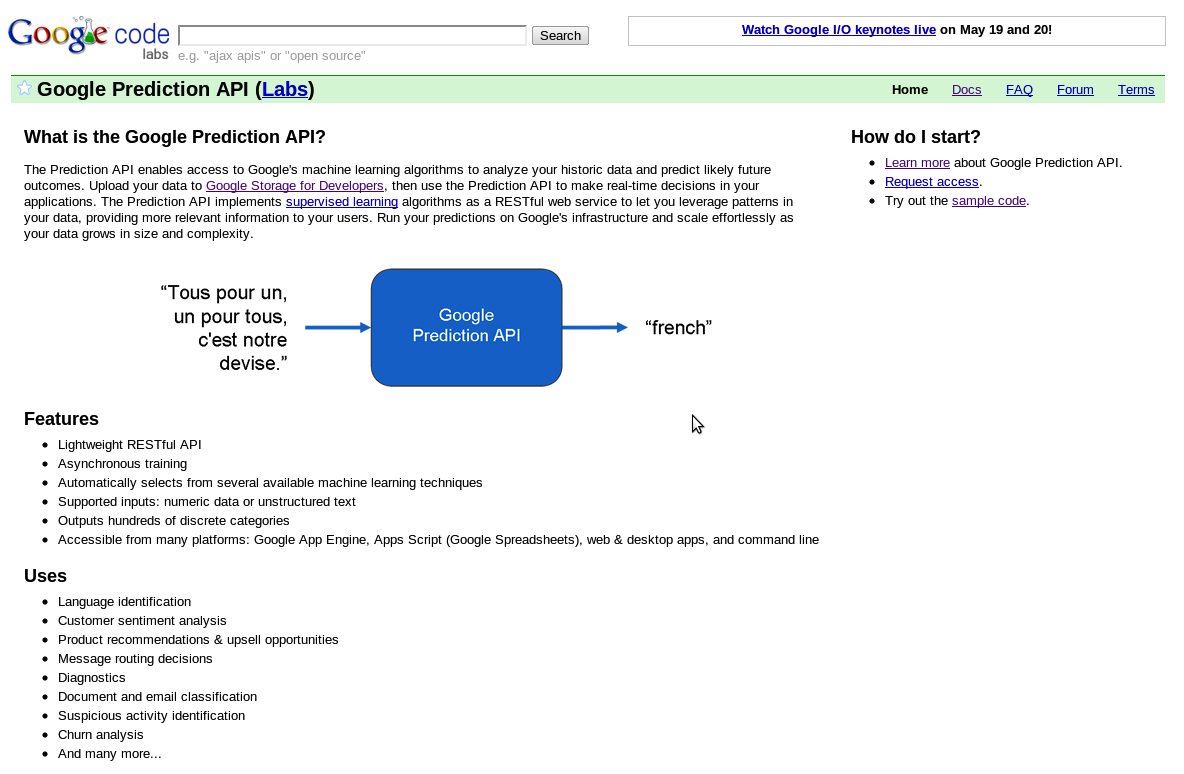 Google code labs
Search
e.g. "ajax apis" or "open source"
Watch Google I/O keynotes live on May 19 and 20!
Google Prediction API (Labs)
Home Docs FAQ Forum Terms
What is the Google Prediction API?
The Prediction API enables access to Google's machine learning algorithms to analyze your historic data and predict likely future
outcomes. Upload your data to Google Storage for Developers, then use the Prediction API to make real-time decisions in your
applications. The Prediction API implements supervised learning algorithms as a RESTful web service to let you leverage patterns in
your data, providing more relevant information to your users. Run your predictions on Google's infrastructure and scale effortlessly as
your data grows in size and complexity.
“Tous pour un,
un pour tous,
c'est notre
devise.”
Google
Prediction API
“french”
Features
Lightweight RESTful API
Asynchronous training
Automatically selects from several available machine learning techniques
Supported inputs: numeric data or unstructured text
Outputs hundreds of discrete categories
Accessible from many platforms: Google App Engine, Apps Script (Google Spreadsheets), web & desktop apps, and command line
Uses
Language identification
Customer sentiment analysis
Product recommendations & upsell opportunities
Message routing decisions
Diagnostics
Document and email classification
Suspicious activity identification
Churn analysis
And many more...
How do I start?
Learn more about Google Prediction API.
Request access.
Try out the sample code.